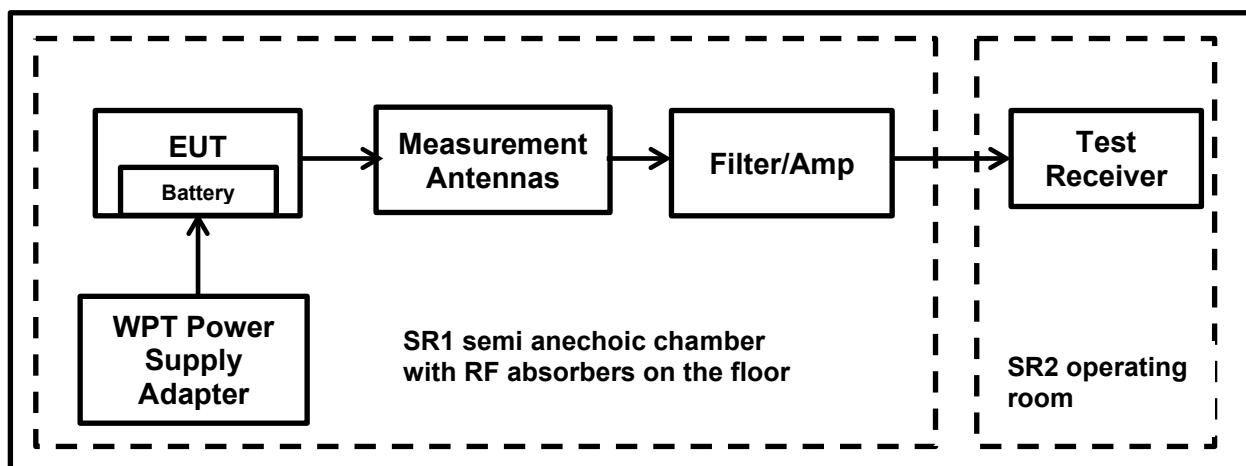 EUT
Battery
Measurement
Antennas
Filter/Amp
Test
Receiver
WPT Power
Supply
Adapter
SR1 semi anechoic chamber
with RF absorbers on the floor
SR2 operating
room